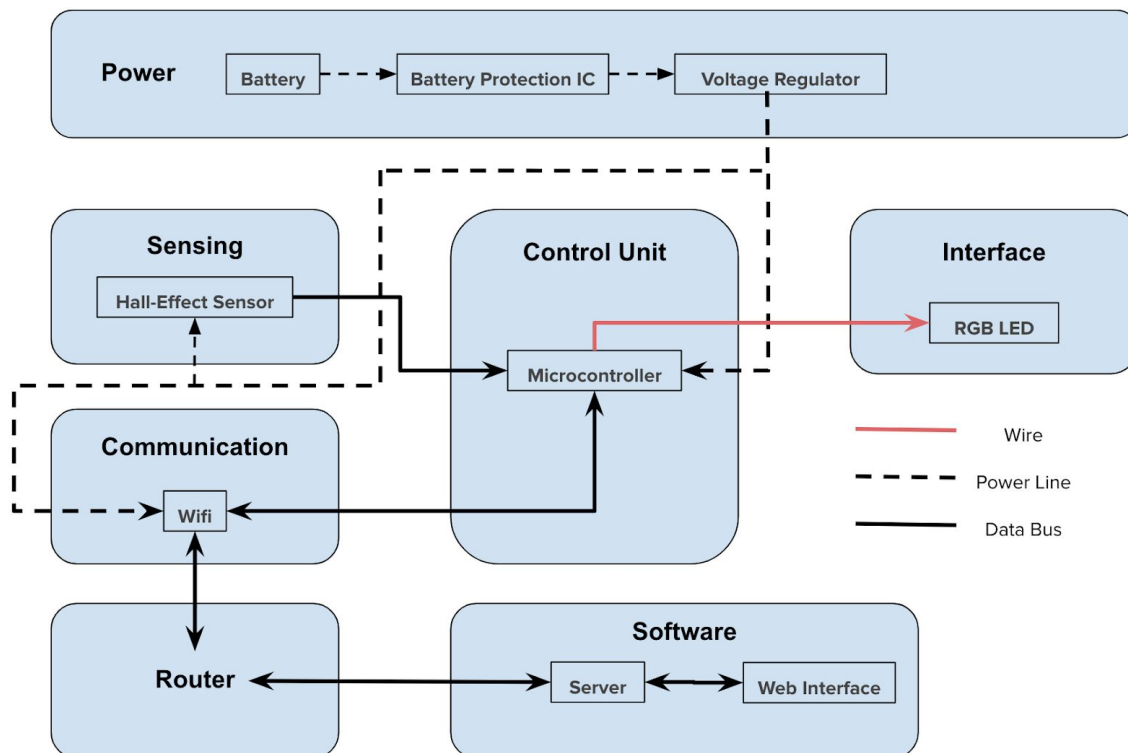 Power
Battery
Battery Protection IC
Voltage Regulator
Sensing
Hall-Effect Sensor
Control Unit
Microcontroller
Interface
RGB LED
Communication
Wifi
Wire
Power Line
Data Bus
Router
Software
Server
Web Interface